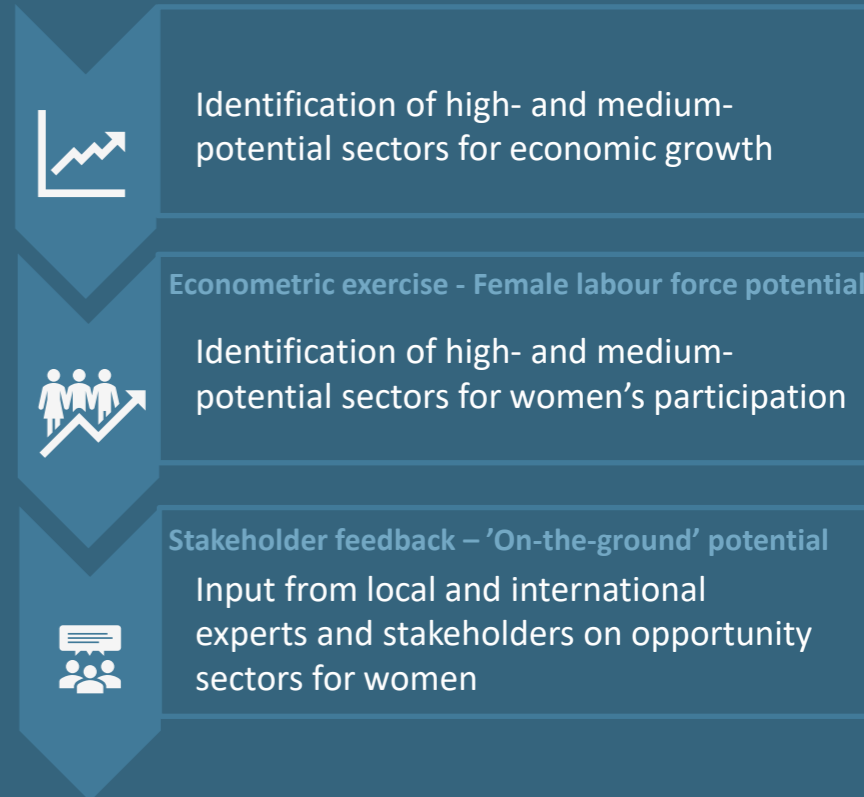 Identification of high- and medium-
potential sectors for economic growth
Econometric exercise - Female labour force potential
Identification of high- and medium-
potential sectors for women’s participation
Stakeholder feedback – ’On-the-ground’ potential
Input from local and international
experts and stakeholders on opportunity
sectors for women